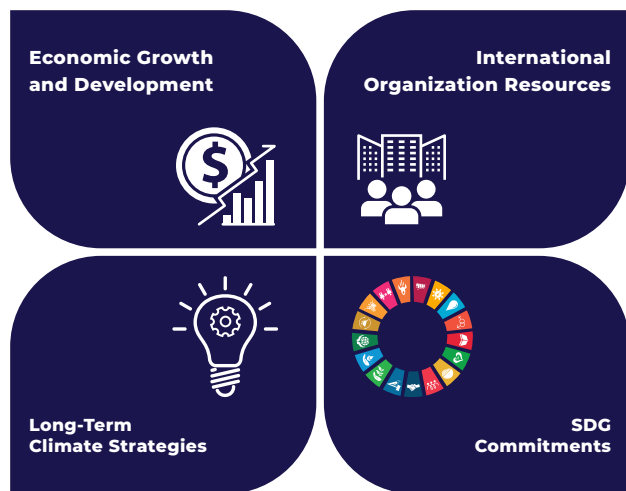 Economic Growth
and Development
International
Organization Resources
$
Long-Term
Climate Strategies
SDG
Commitments